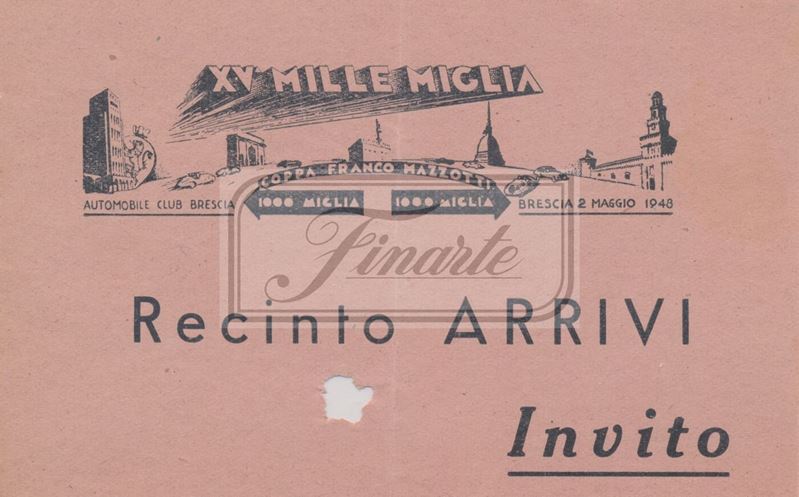 XV MILLE MIGLIA
COPPA FRANCO MAZZOTTI
AUTOMOBILE CLUB BRESCIA
1000 MIGLIA
1000 MIGLIA
BRESCIA 2 MAGGIO 1948
Finarte
Recinto ARRIVI
Invito